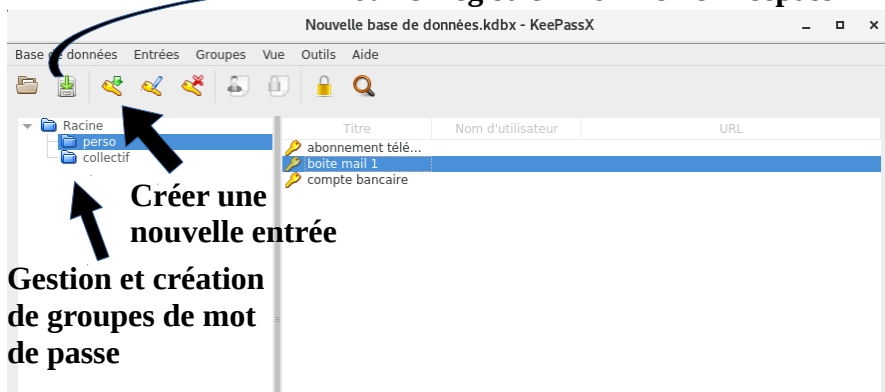 Nouvelle base de données.kdbx - KeePassX
Base de données Entrées Groupes Vue Outils Aide
Racine
perso
collectif
Titre Nom d'utilisateur URL
abonnement télé...
boite mail 1
compte bancaire
Créer une
nouvelle entrée
Gestion et création
de groupes de mot
de passe